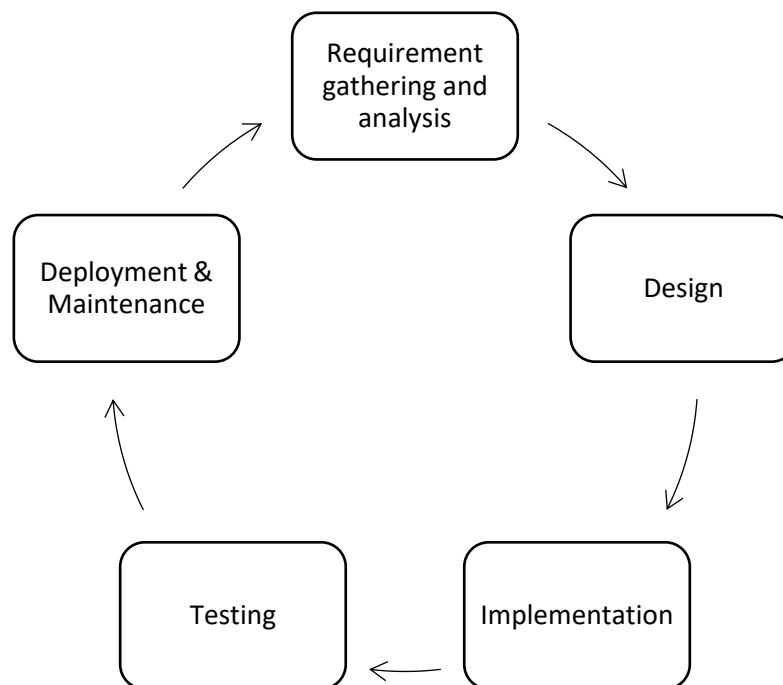 Requirement
gathering and
analysis
Design
Implementation
Testing
Deployment &
Maintenance